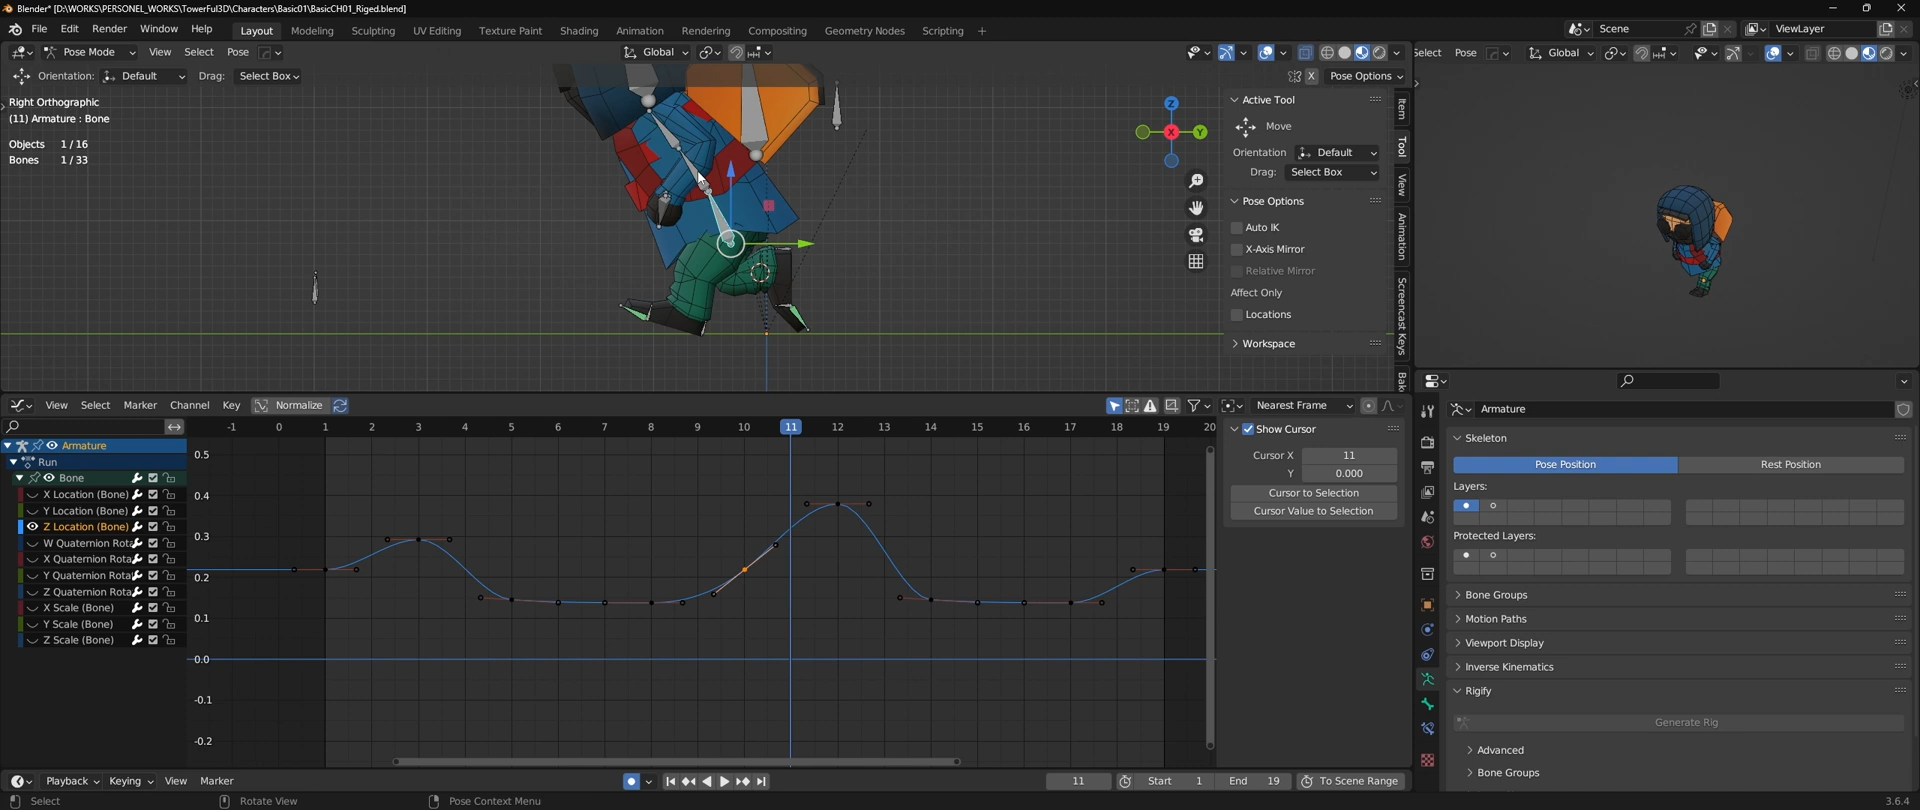 Blender* [D:\WORKS\PERSONEL_WORKS\TowerFul3D\Characters\Basic01\BasicCH01_Riged.blend]
File Edit Render Window Help Layout Modeling Sculpting UV Editing Texture Paint Shading Animation Rendering Compositing Geometry Nodes Scripting + Scene ViewLayer
Pose Mode View Select Pose Global
Select Pose Global
Orientation: Default Drag: Select Box X Pose Options
Right Orthographic
(11) Armature : Bone
Objects 1/16
Bones 1/33
Z
X
Y
Active Tool
Move
Orientation Default
Drag: Select Box
Pose Options
Auto IK
X-Axis Mirror
Relative Mirror
Affect Only
Locations
Workspace
Item
Tool
View
Animation
Screencast Keys
View Select Marker Channel Key Normalize Nearest Frame
-1 0 1 2 3 4 5 6 7 8 9 10 11 12 13 14 15 16 17 18 19 20
Armature
Run
Bone
X Location (Bone)
Y Location (Bone)
Z Location (Bone)
W Quaternion Rota
X Quaternion Rota
Y Quaternion Rota
Z Quaternion Rota
X Scale (Bone)
Y Scale (Bone)
Z Scale (Bone)
0.5
0.4
0.3
0.2
0.1
0.0
-0.1
-0.2
Show Cursor
Cursor X 11
Y 0.000
Cursor to Selection
Cursor Value to Selection
Armature
Skeleton
Pose Position Rest Position
Layers:
Protected Layers:
Bone Groups
Motion Paths
Viewport Display
Inverse Kinematics
Rigify
Generate Rig
Advanced
Bone Groups
Playback Keying View Marker 11 Start 1 End 19 To Scene Range
Select Rotate View Pose Context Menu 3.6.4